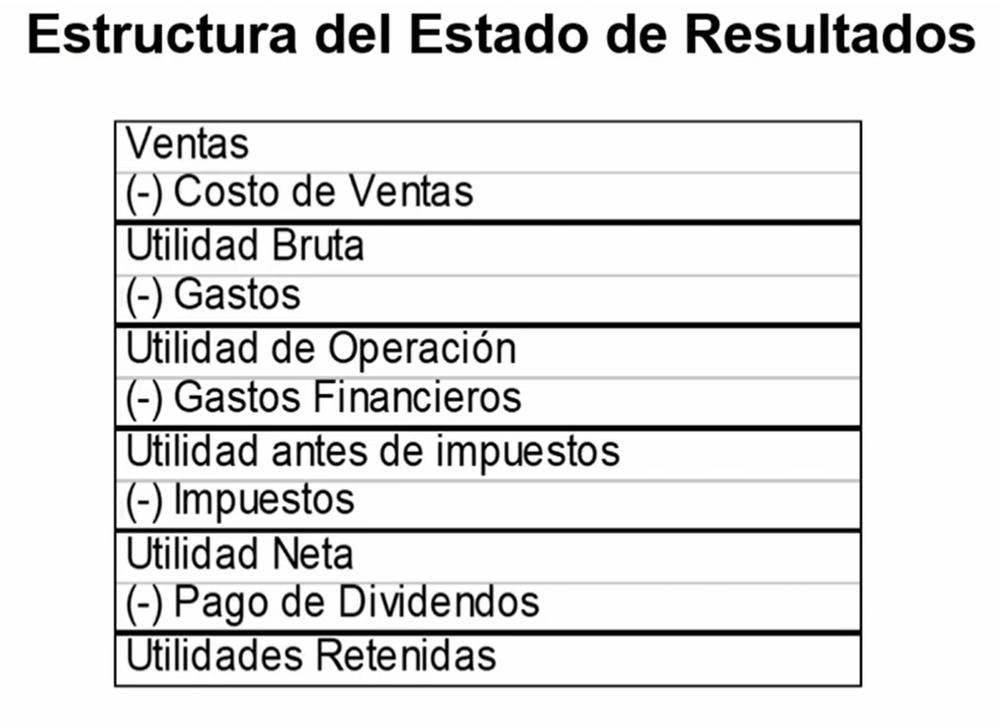 Estructura del Estado de Resultados
Ventas
(-) Costo de Ventas
Utilidad Bruta
(-) Gastos
Utilidad de Operación
(-) Gastos Financieros
Utilidad antes de impuestos
(-) Impuestos
Utilidad Neta
(-) Pago de Dividendos
Utilidades Retenidas